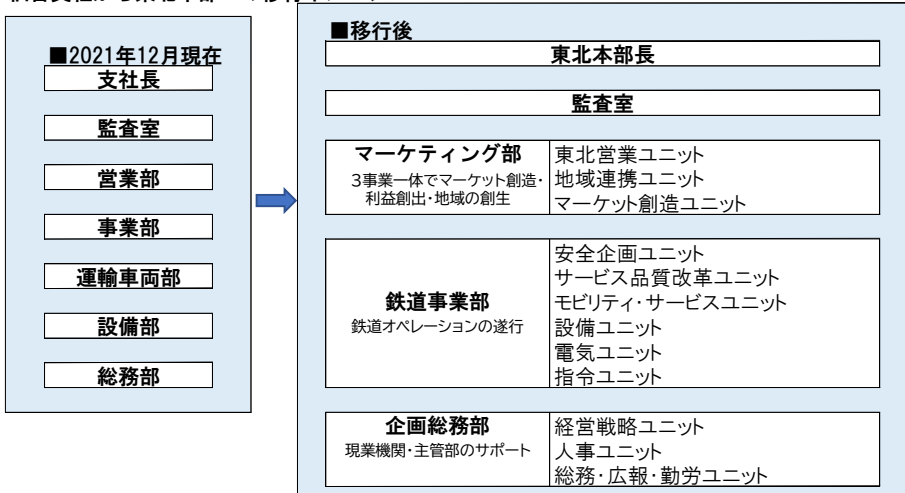 ■2021年12月現在
支社長
監査室
営業部
事業部
運輸車両部
設備部
総務部
■移行後
東北本部長
監査室
マーケティング部
3事業一体でマーケット創造・
利益創出・地域の創生
東北営業ユニット
地域連携ユニット
マーケット創造ユニット
鉄道事業部
鉄道オペレーションの遂行
安全企画ユニット
サービス品質改革ユニット
モビリティ・サービスユニット
設備ユニット
電気ユニット
指令ユニット
企画総務部
現業機関・主管部のサポート
経営戦略ユニット
人事ユニット
総務・広報・勤労ユニット